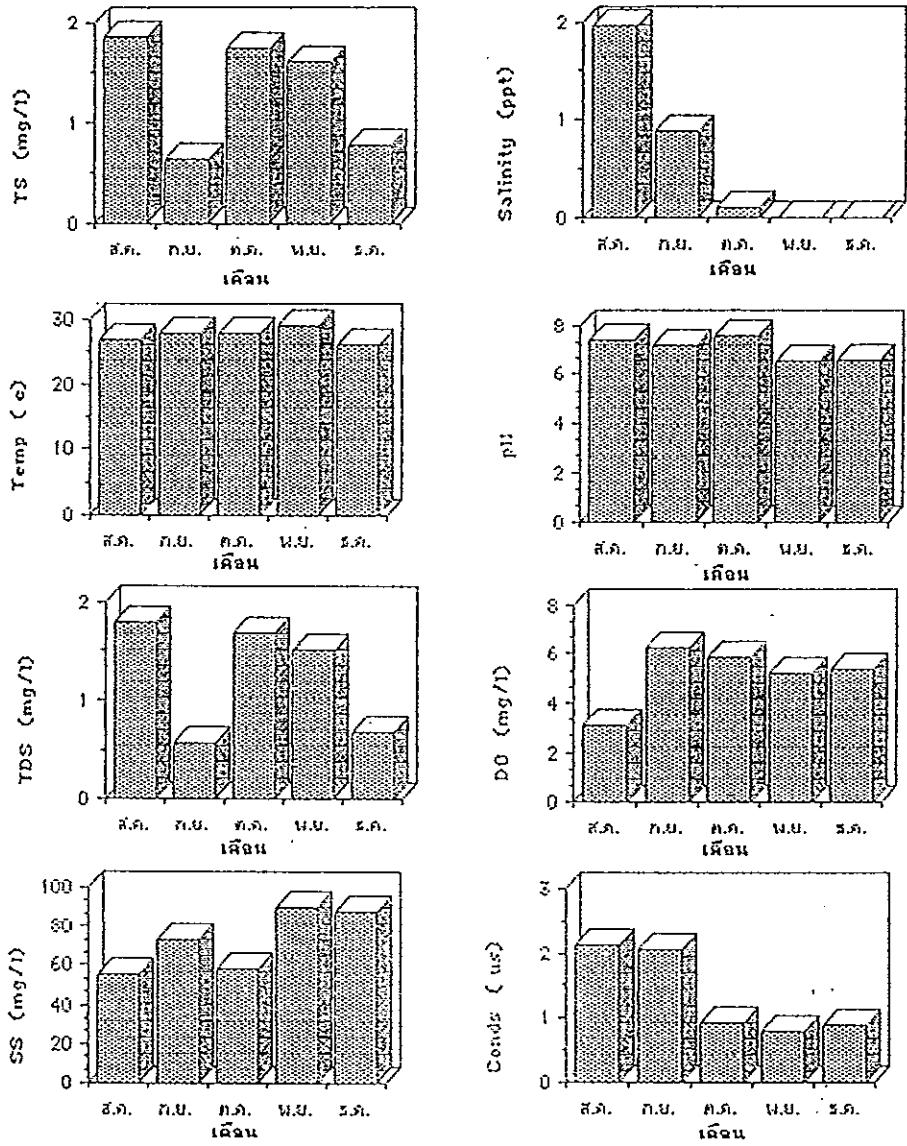 TS (mg/l)
2
1
0
ส.ค. ก.ย. ต.ค. พ.ย. ธ.ค.
เดือน
Salinity (ppt)
2
1
0
ส.ค. ก.ย. ต.ค. พ.ย. ธ.ค.
เดือน
Temp ( c)
30
20
10
0
ส.ค. ก.ย. ต.ค. พ.ย. ธ.ค.
เดือน
pH
8
6
4
2
0
ส.ค. ก.ย. ต.ค. พ.ย. ธ.ค.
เดือน
TDS (mg/l)
2
1
0
ส.ค. ก.ย. ต.ค. พ.ย. ธ.ค.
เดือน
DO (mg/l)
8
6
4
2
0
ส.ค. ก.ย. ต.ค. พ.ย. ธ.ค.
เดือน
SS (mg/l)
100
80
60
40
20
0
ส.ค. ก.ย. ต.ค. พ.ย. ธ.ค.
เดือน
Conds ( us)
3
2
1
0
ส.ค. ก.ย. ต.ค. พ.ย. ธ.ค.
เดือน